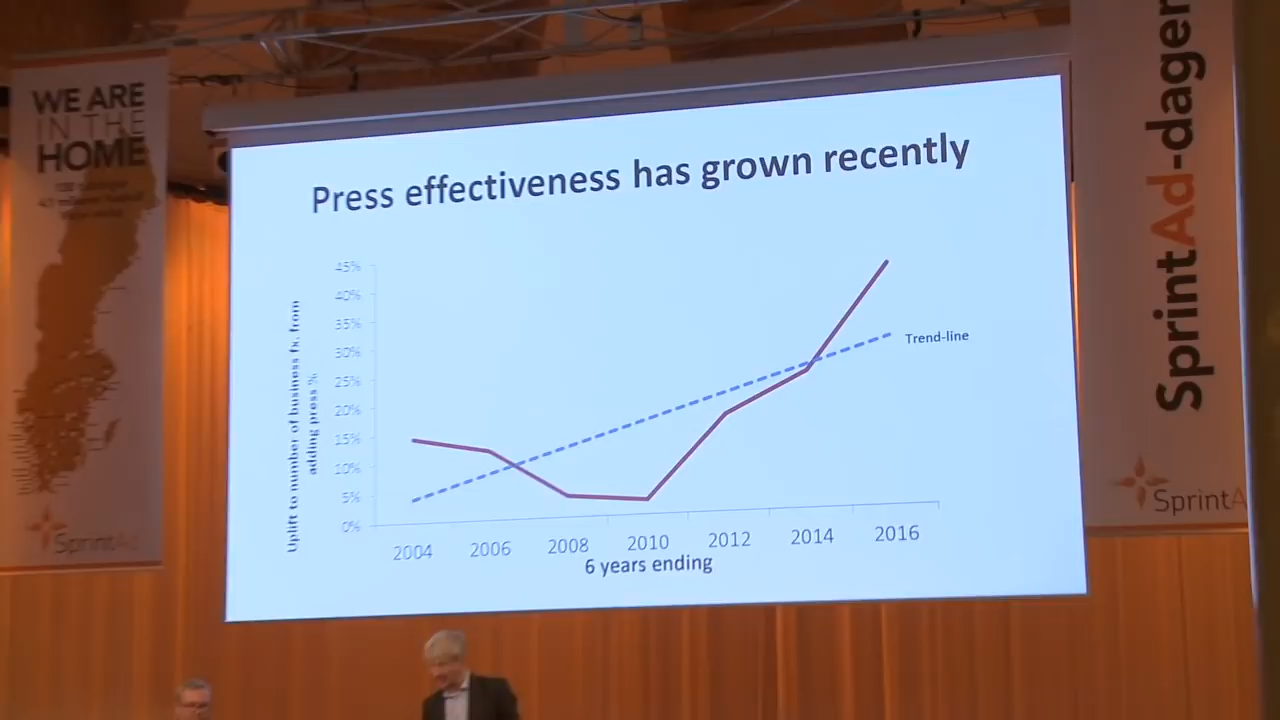 WE ARE
IN THE
HOME
SprintAd
Press effectiveness has grown recently
Uplift to number of business fx. from
adding press %
45%
40%
35%
30%
25%
20%
15%
10%
5%
0%
Trend-line
2004 2006 2008 2010 2012 2014 2016
6 years ending
SprintAd-dagen
SprintA